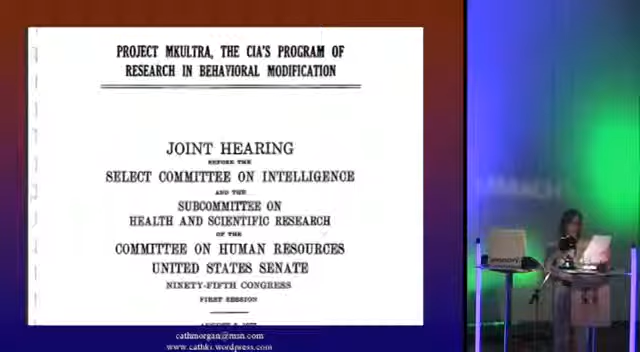 PROJECT MKULTRA, THE CIA'S PROGRAM OF
RESEARCH IN BEHAVIORAL MODIFICATION
JOINT HEARING
BEFORE THE
SELECT COMMITTEE ON INTELLIGENCE
AND THE
SUBCOMMITTEE ON
HEALTH AND SCIENTIFIC RESEARCH
OF THE
COMMITTEE ON HUMAN RESOURCES
UNITED STATES SENATE
NINETY-FIFTH CONGRESS
FIRST SESSION
cathmorgan@msn.com
www.cathki.wordpress.com